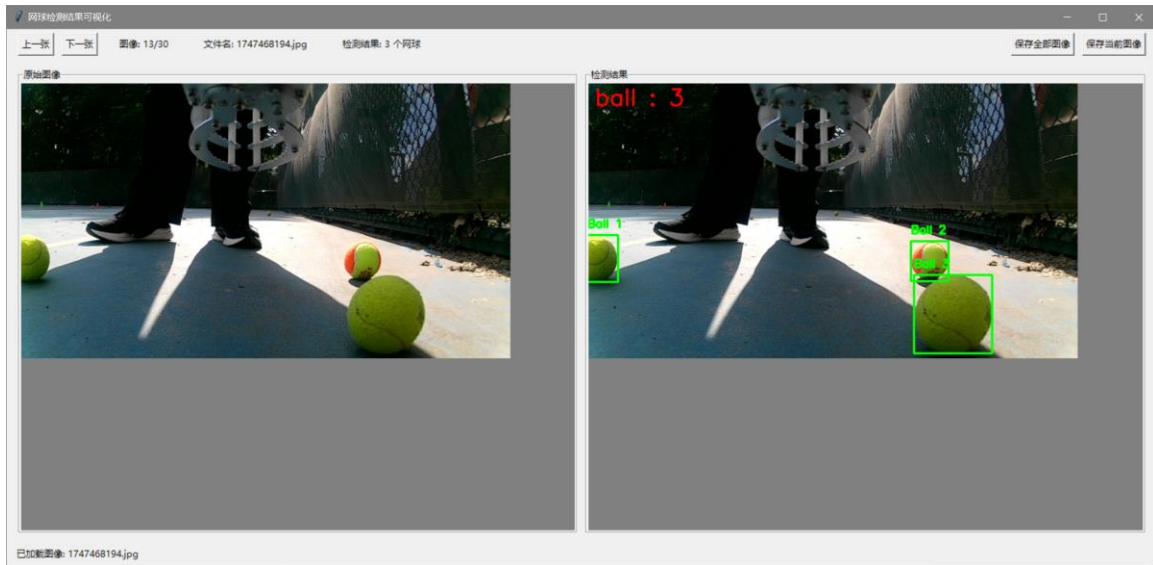 网球检测结果可视化
上一张 下一张 图像: 13/30 文件名: 1747468194.jpg 检测结果: 3 个网球 保存全部图像 保存当前图像
原始图像 检测结果
ball : 3
Ball 1
Ball 2
已加载图像: 1747468194.jpg